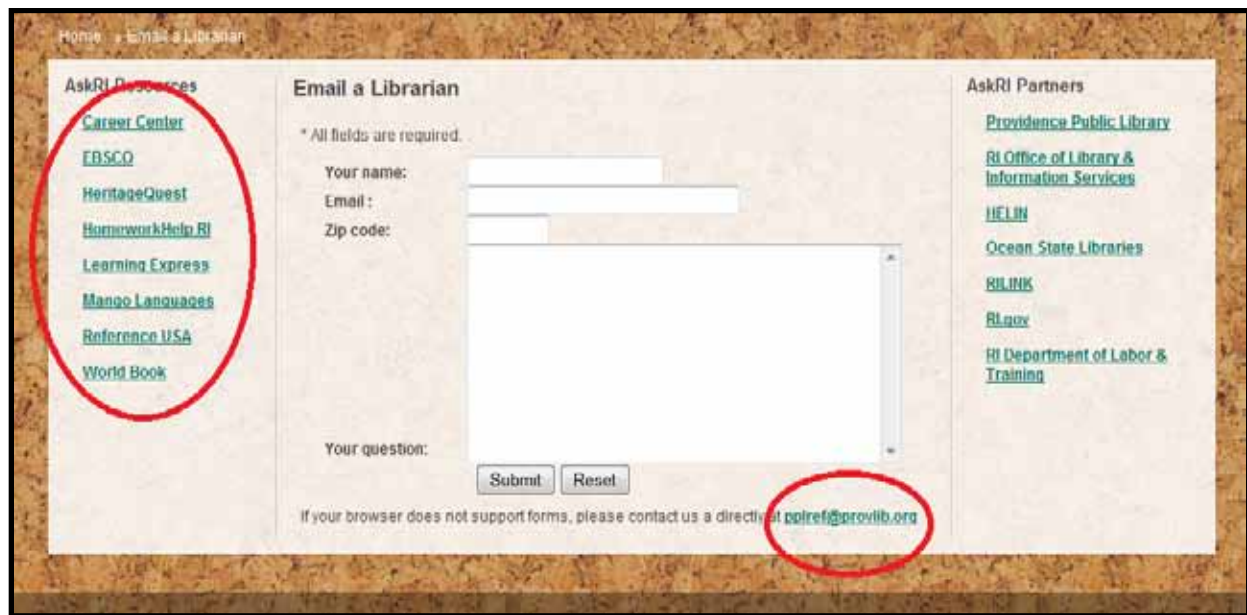 Home » Email a Librarian
AskRI Resources
Career Center
EBSCO
HeritageQuest
HomeworkHelp RI
Learning Express
Mango Languages
Reference USA
World Book
Email a Librarian
* All fields are required.
Your name:
Email :
Zip code:
Your question:
Submit Reset
If your browser does not support forms, please contact us a directly at pplref@provlib.org
AskRI Partners
Providence Public Library
RI Office of Library &
Information Services
HELIN
Ocean State Libraries
RILINK
RI.gov
RI Department of Labor &
Training